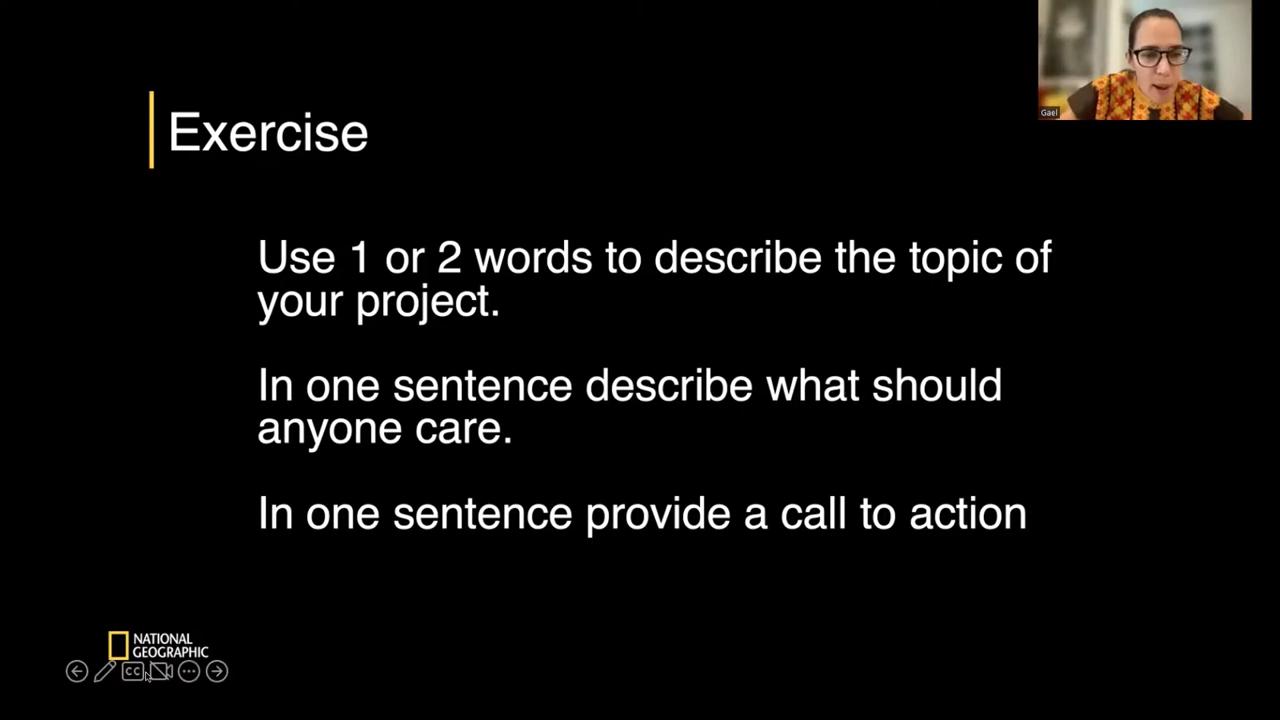 Gael
Exercise
Use 1 or 2 words to describe the topic of
your project.
In one sentence describe what should
anyone care.
In one sentence provide a call to action
NATIONAL
GEOGRAPHIC
CC